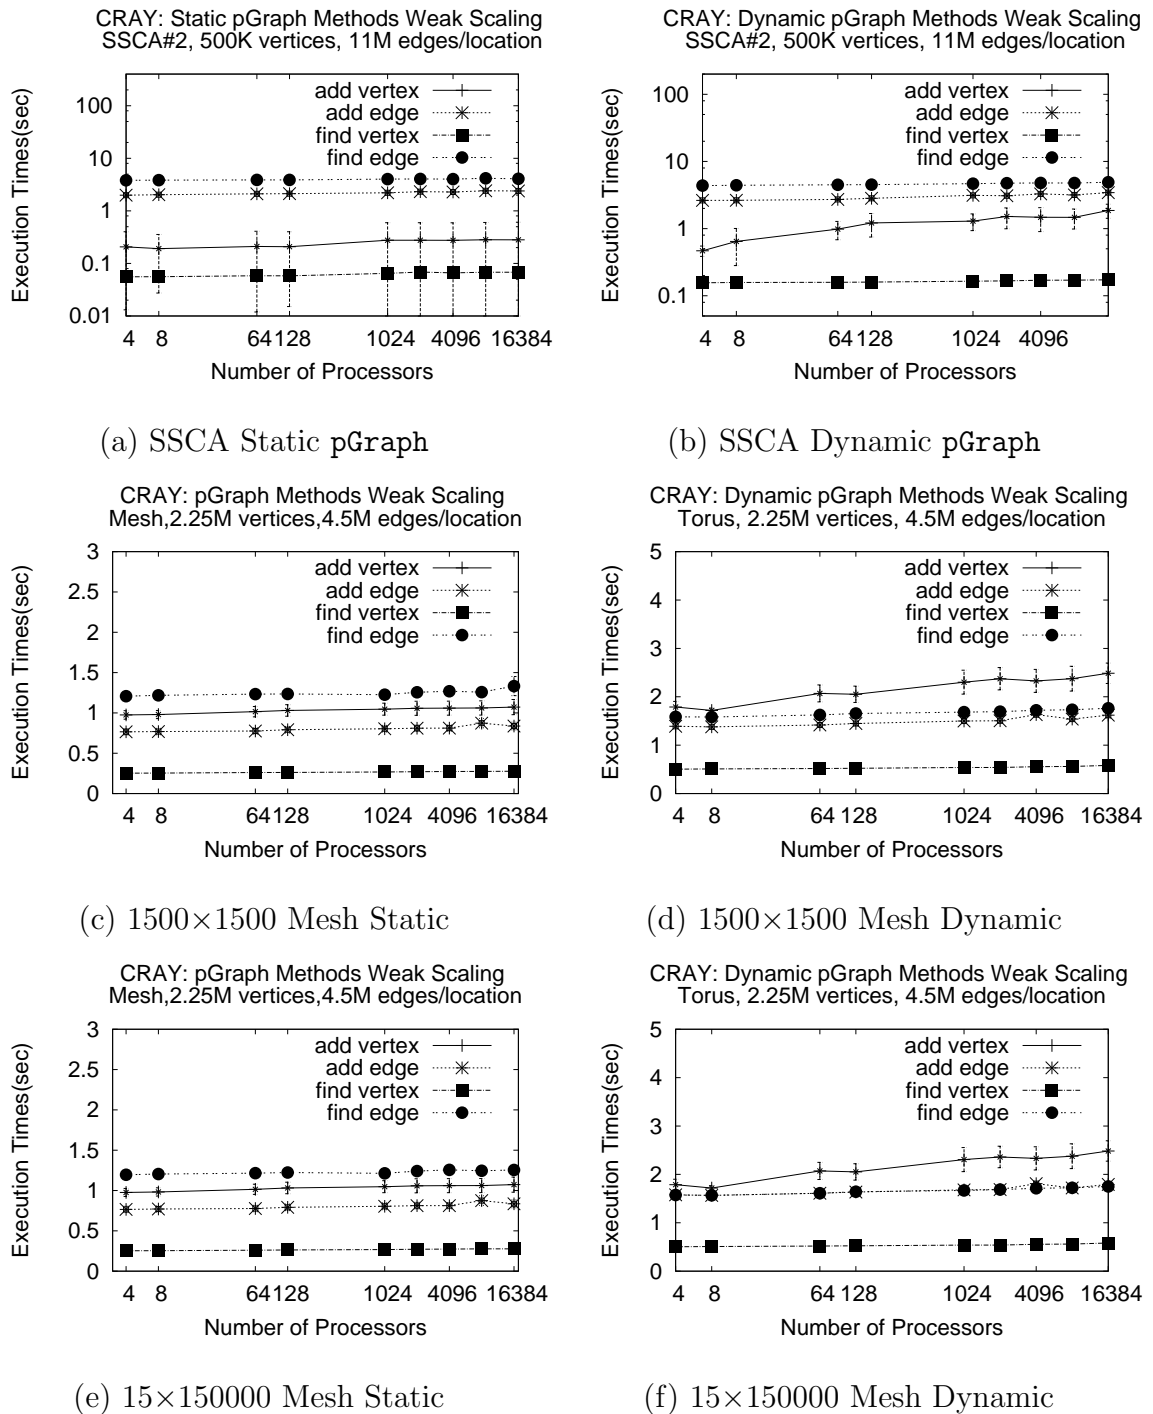 CRAY: Static pGraph Methods Weak Scaling
SSCA#2, 500K vertices, 11M edges/location
Execution Times(sec)
100
10
1
0.1
0.01
add vertex
add edge
find vertex
find edge
4 8 64 128 1024 4096 16384
Number of Processors
(a) SSCA Static pGraph
CRAY: Dynamic pGraph Methods Weak Scaling
SSCA#2, 500K vertices, 11M edges/location
Execution Times(sec)
100
10
1
0.1
add vertex
add edge
find vertex
find edge
4 8 64 128 1024 4096
Number of Processors
(b) SSCA Dynamic pGraph
CRAY: pGraph Methods Weak Scaling
Mesh,2.25M vertices,4.5M edges/location
Execution Times(sec)
3
2.5
2
1.5
1
0.5
0
add vertex
add edge
find vertex
find edge
4 8 64 128 1024 4096 16384
Number of Processors
(c) 1500×1500 Mesh Static
CRAY: Dynamic pGraph Methods Weak Scaling
Torus, 2.25M vertices, 4.5M edges/location
Execution Times(sec)
5
4
3
2
1
0
add vertex
add edge
find vertex
find edge
4 8 64 128 1024 4096 16384
Number of Processors
(d) 1500×1500 Mesh Dynamic
CRAY: pGraph Methods Weak Scaling
Mesh,2.25M vertices,4.5M edges/location
Execution Times(sec)
3
2.5
2
1.5
1
0.5
0
add vertex
add edge
find vertex
find edge
4 8 64 128 1024 4096 16384
Number of Processors
(e) 15×150000 Mesh Static
CRAY: Dynamic pGraph Methods Weak Scaling
Torus, 2.25M vertices, 4.5M edges/location
Execution Times(sec)
5
4
3
2
1
0
add vertex
add edge
find vertex
find edge
4 8 64 128 1024 4096 16384
Number of Processors
(f) 15×150000 Mesh Dynamic